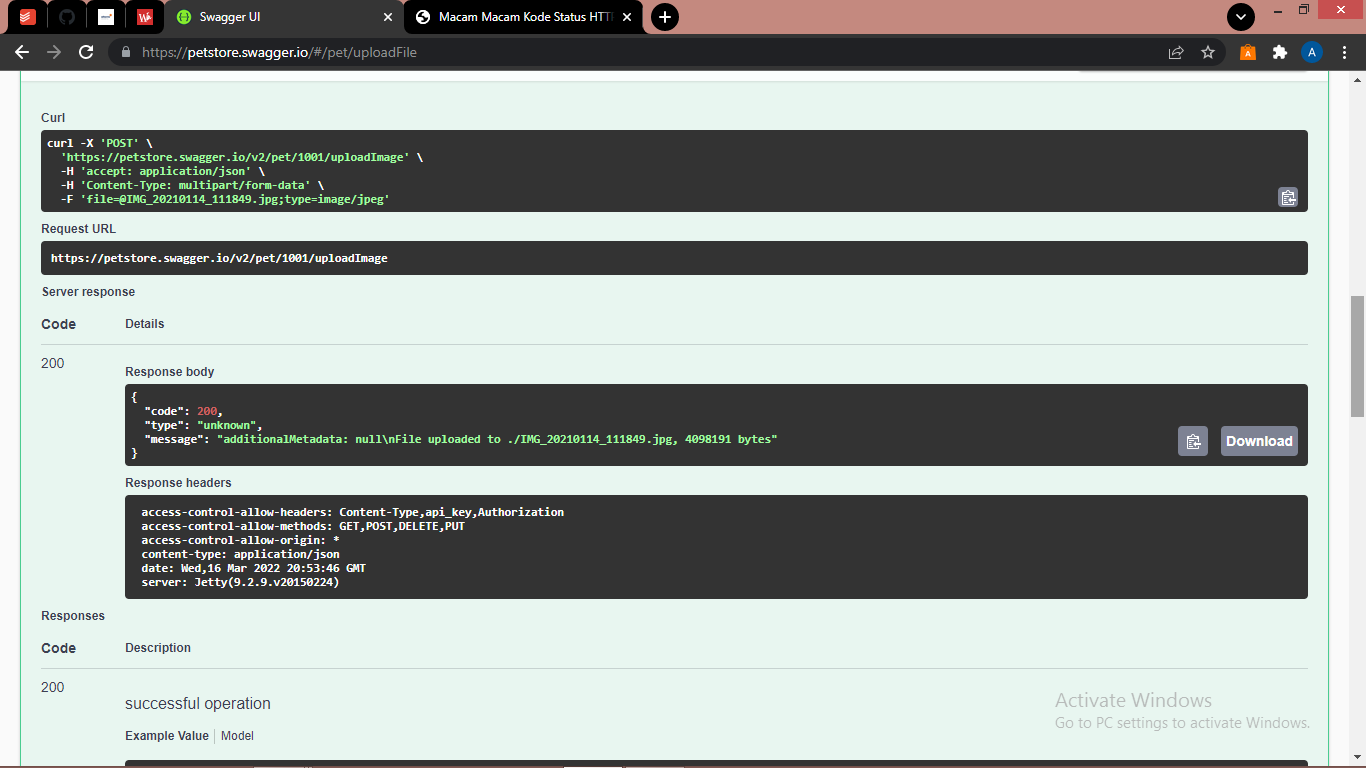 Swagger UI
Macam Macam Kode Status HTT
https://petstore.swagger.io/#/pet/uploadFile
A
A
Curl
curl -X 'POST' \
'https://petstore.swagger.io/v2/pet/1001/uploadImage' \
-H 'accept: application/json' \
-H 'Content-Type: multipart/form-data' \
-F 'file=@IMG_20210114_111849.jpg;type=image/jpeg'
Request URL
https://petstore.swagger.io/v2/pet/1001/uploadImage
Server response
Code Details
200
Response body
{
"code": 200,
"type": "unknown",
"message": "additionalMetadata: null\nFile uploaded to ./IMG_20210114_111849.jpg, 4098191 bytes"
}
Download
Response headers
access-control-allow-headers: Content-Type,api_key,Authorization
access-control-allow-methods: GET,POST,DELETE,PUT
access-control-allow-origin: *
content-type: application/json
date: Wed,16 Mar 2022 20:53:46 GMT
server: Jetty(9.2.9.v20150224)
Responses
Code Description
200
successful operation
Example Value Model
Activate Windows
Go to PC settings to activate Windows.